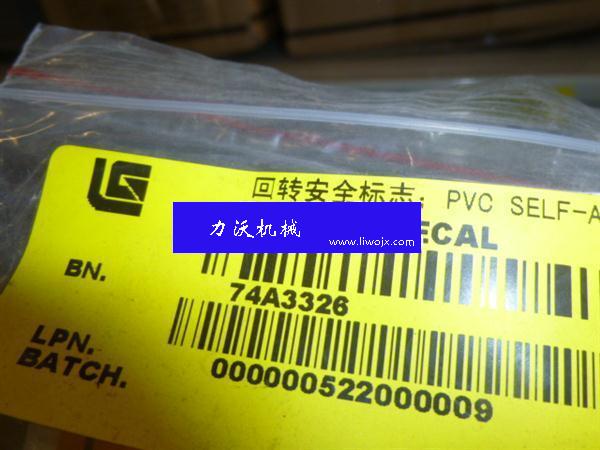 回转安全标志; PVC SELF-A
力沃机械
www.liwojx.com
ECAL
BN.
74A3326
LPN.
BATCH.
000000522000009